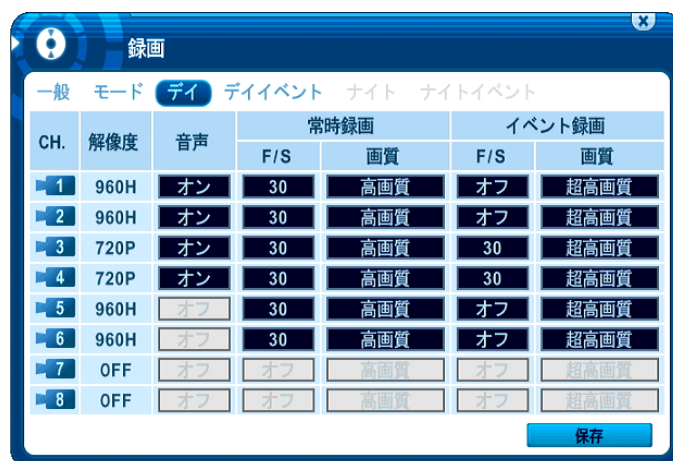 録画
一般 モード デイ デイイベント ナイト ナイトイベント
CH. 解像度 音声 常時録画 イベント録画
F/S 画質 F/S 画質
1 960H オン 30 高画質 オフ 超高画質
2 960H オン 30 高画質 オフ 超高画質
3 720P オン 30 高画質 30 超高画質
4 720P オン 30 高画質 30 超高画質
5 960H オフ 30 高画質 オフ 超高画質
6 960H オフ 30 高画質 オフ 超高画質
7 OFF オフ オフ 高画質 オフ 超高画質
8 OFF オフ オフ 高画質 オフ 超高画質
保存